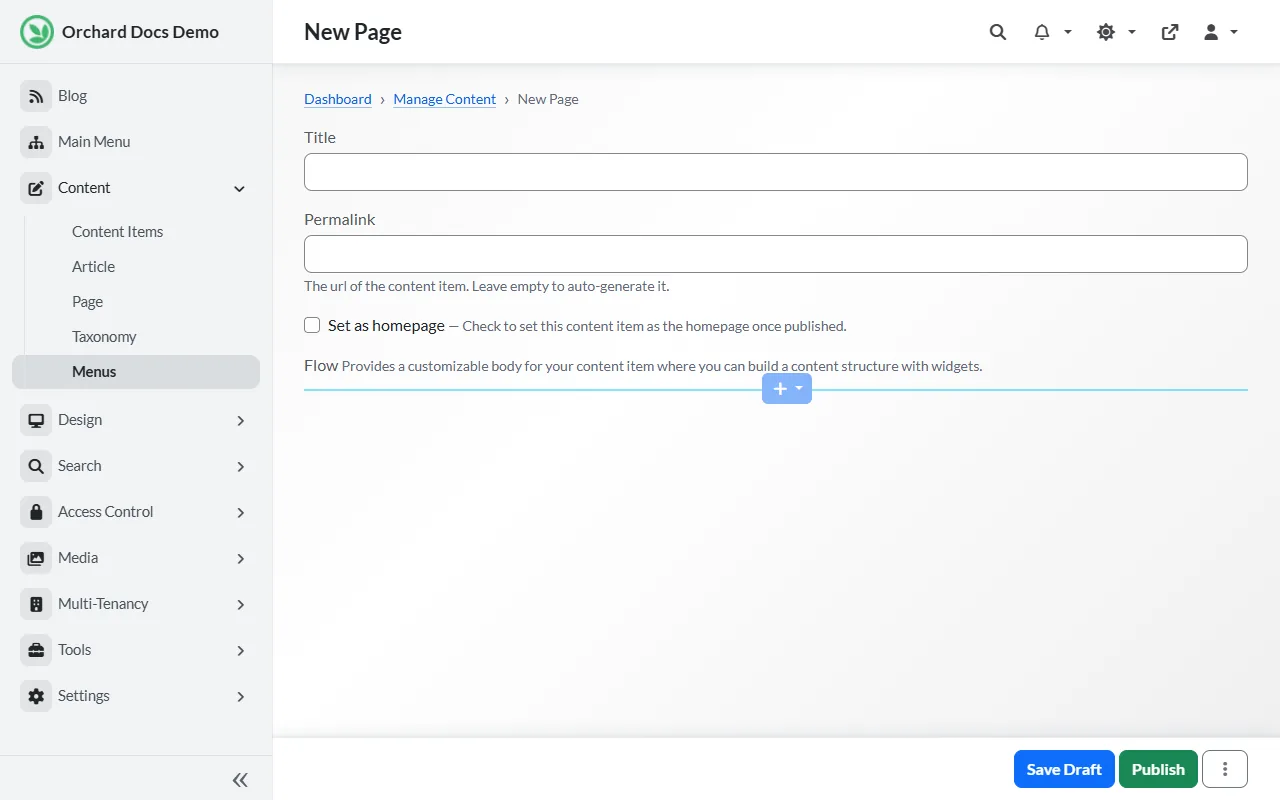 Orchard Docs Demo
New Page
Blog
Main Menu
Content
Content Items
Article
Page
Taxonomy
Menus
Design
Search
Access Control
Media
Multi-Tenancy
Tools
Settings
Dashboard › Manage Content › New Page
Title
Permalink
The url of the content item. Leave empty to auto-generate it.
Set as homepage — Check to set this content item as the homepage once published.
Flow Provides a customizable body for your content item where you can build a content structure with widgets.
Save Draft
Publish